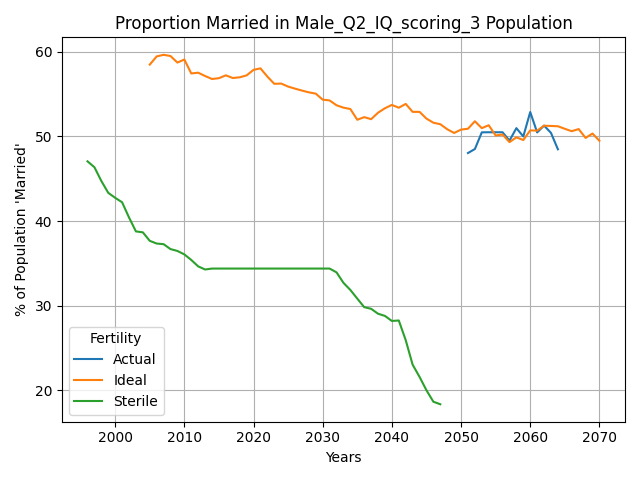 Proportion Married in Male_Q2_IQ_scoring_3 Population
% of Population 'Married'
60
50
40
30
20
Fertility
Actual
Ideal
Sterile
2000 2010 2020 2030 2040 2050 2060 2070
Years